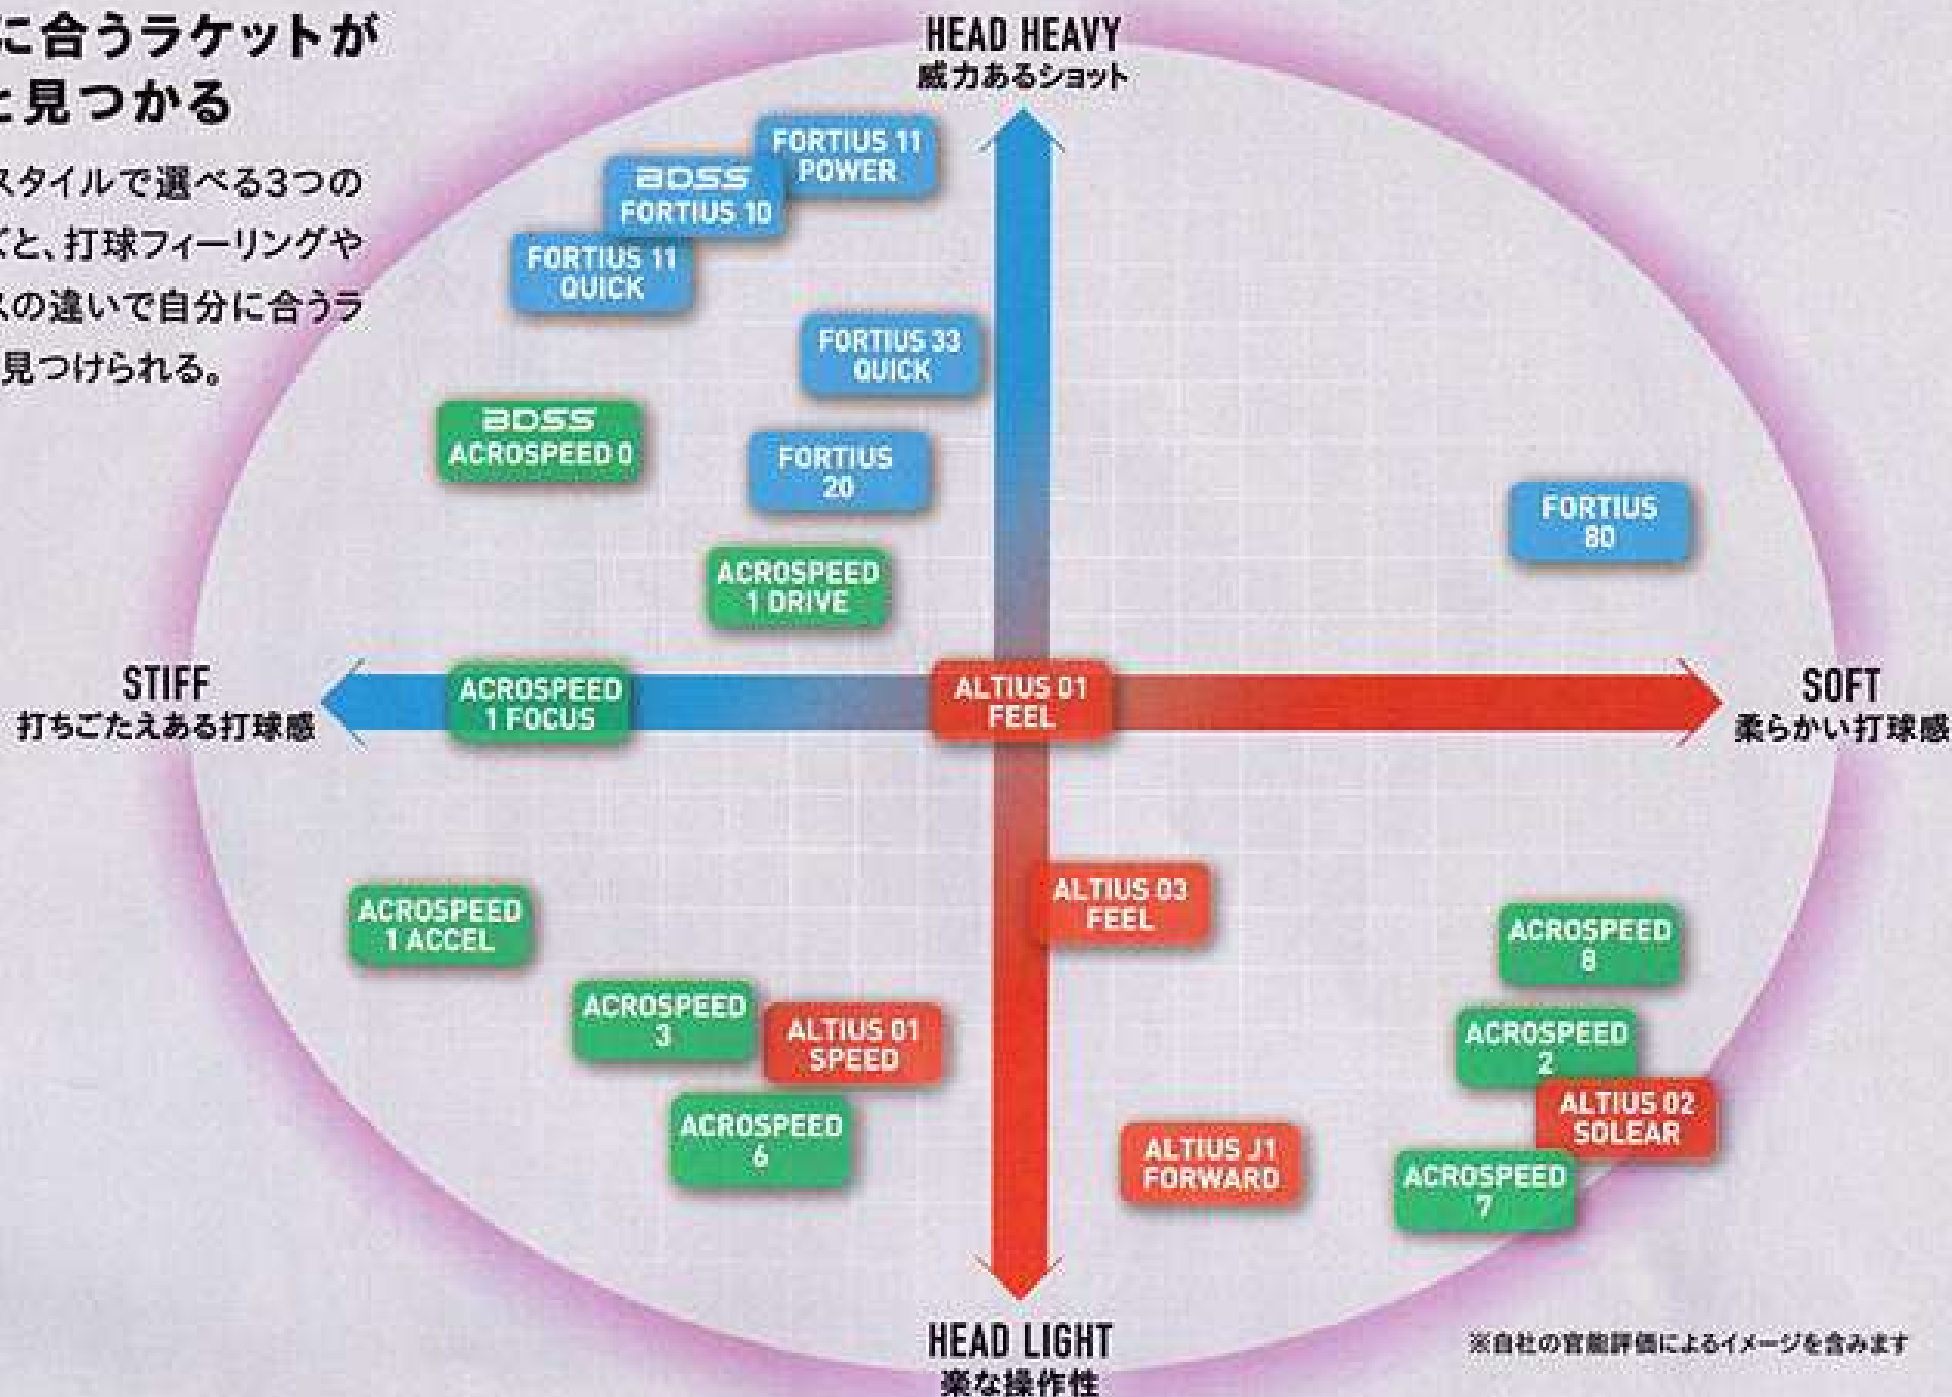 に合うラケットが
と見つかる
スタイルで選べる3つの
ズと、打球フィーリングや
スの違いで自分に合うラ
見つけられる。
HEAD HEAVY
威力あるショット
FORTIUS 11
POWER
BDSS
FORTIUS 10
FORTIUS 11
QUICK
FORTIUS 33
QUICK
BDSS
ACROSPEED 0
FORTIUS
20
FORTIUS
80
ACROSPEED
1 DRIVE
STIFF
打ちごたえある打球感
ACROSPEED
1 FOCUS
ALTIUS 01
FEEL
SOFT
柔らかい打球感
ALTIUS 03
FEEL
ACROSPEED
1 ACCEL
ACROSPEED
8
ACROSPEED
3
ALTIUS 01
SPEED
ACROSPEED
2
ALTIUS 02
SOLEAR
ACROSPEED
6
ALTIUS J1
FORWARD
ACROSPEED
7
HEAD LIGHT
楽な操作性
※自社の官能評価によるイメージを含みます